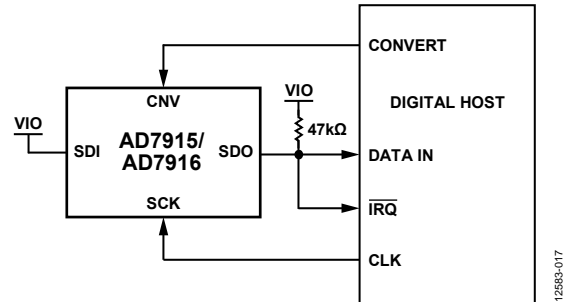 CONVERT
VIO
CNV
DIGITAL HOST
VIO
AD7915/
AD7916
47kΩ
SDI
SDO
DATA IN
SCK
IRQ
CLK
12583-017